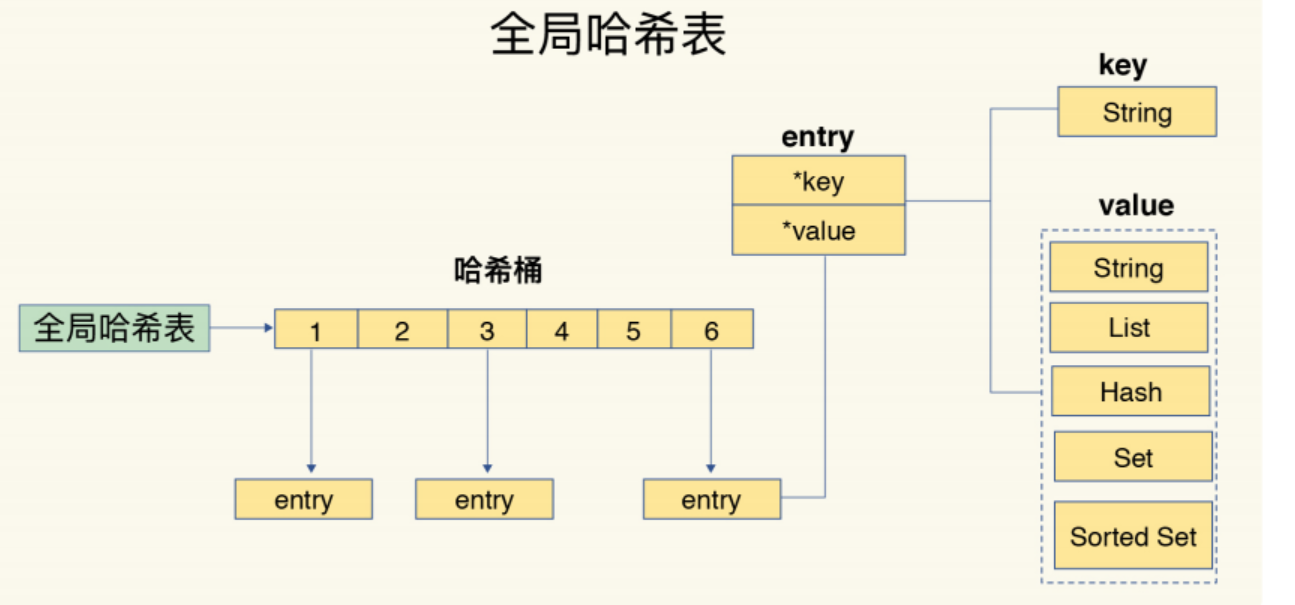 全局哈希表
key
String
entry
*key
*value
value
String
List
Hash
Set
Sorted Set
哈希桶
全局哈希表
1
2
3
4
5
6
entry
entry
entry